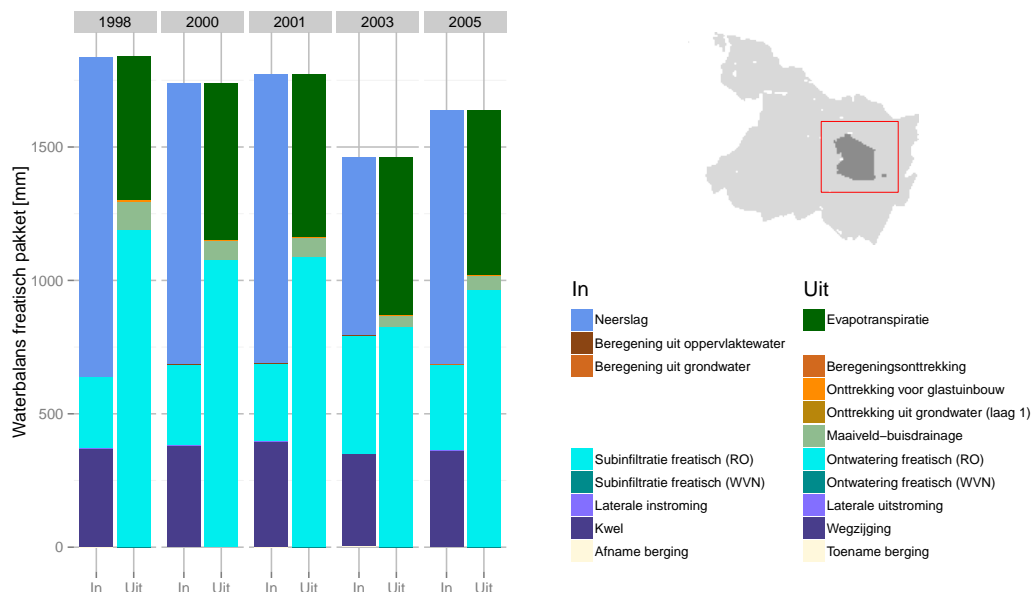 1998 2000 2001 2003 2005
Waterbalans freatisch pakket [mm]
1500
1000
500
0
In Uit In Uit In Uit In Uit In Uit
In
Neerslag
Beregening uit oppervlaktewater
Beregening uit grondwater
Subinfiltratie freatisch (RO)
Subinfiltratie freatisch (WVN)
Laterale instroming
Kwel
Afname berging
Uit
Evapotranspiratie
Beregeningsonttrekking
Onttrekking voor glastuinbouw
Onttrekking uit grondwater (laag 1)
Maaiveld−buisdrainage
Ontwatering freatisch (RO)
Ontwatering freatisch (WVN)
Laterale uitstroming
Wegzijging
Toename berging